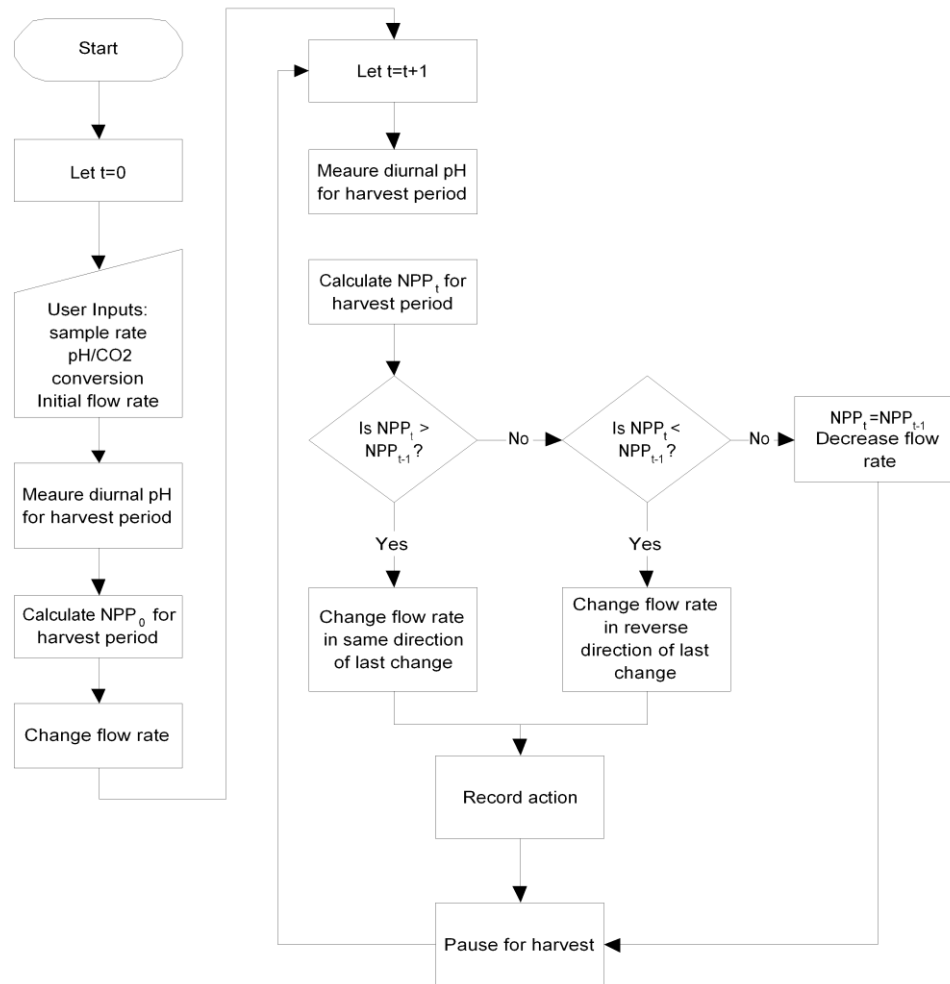 Start
Let t=0
User Inputs:
sample rate
pH/CO2
conversion
Initial flow rate
Meaure diurnal pH
for harvest period
Calculate NPP₀ for
harvest period
Change flow rate
Let t=t+1
Meaure diurnal pH
for harvest period
Calculate NPPₜ for
harvest period
Is NPPₜ >
NPPₜ₋₁?
No
Is NPPₜ <
NPPₜ₋₁?
No
NPPₜ=NPPₜ₋₁
Decrease flow
rate
Yes
Yes
Change flow rate
in same direction
of last change
Change flow rate
in reverse
direction of last
change
Record action
Pause for harvest